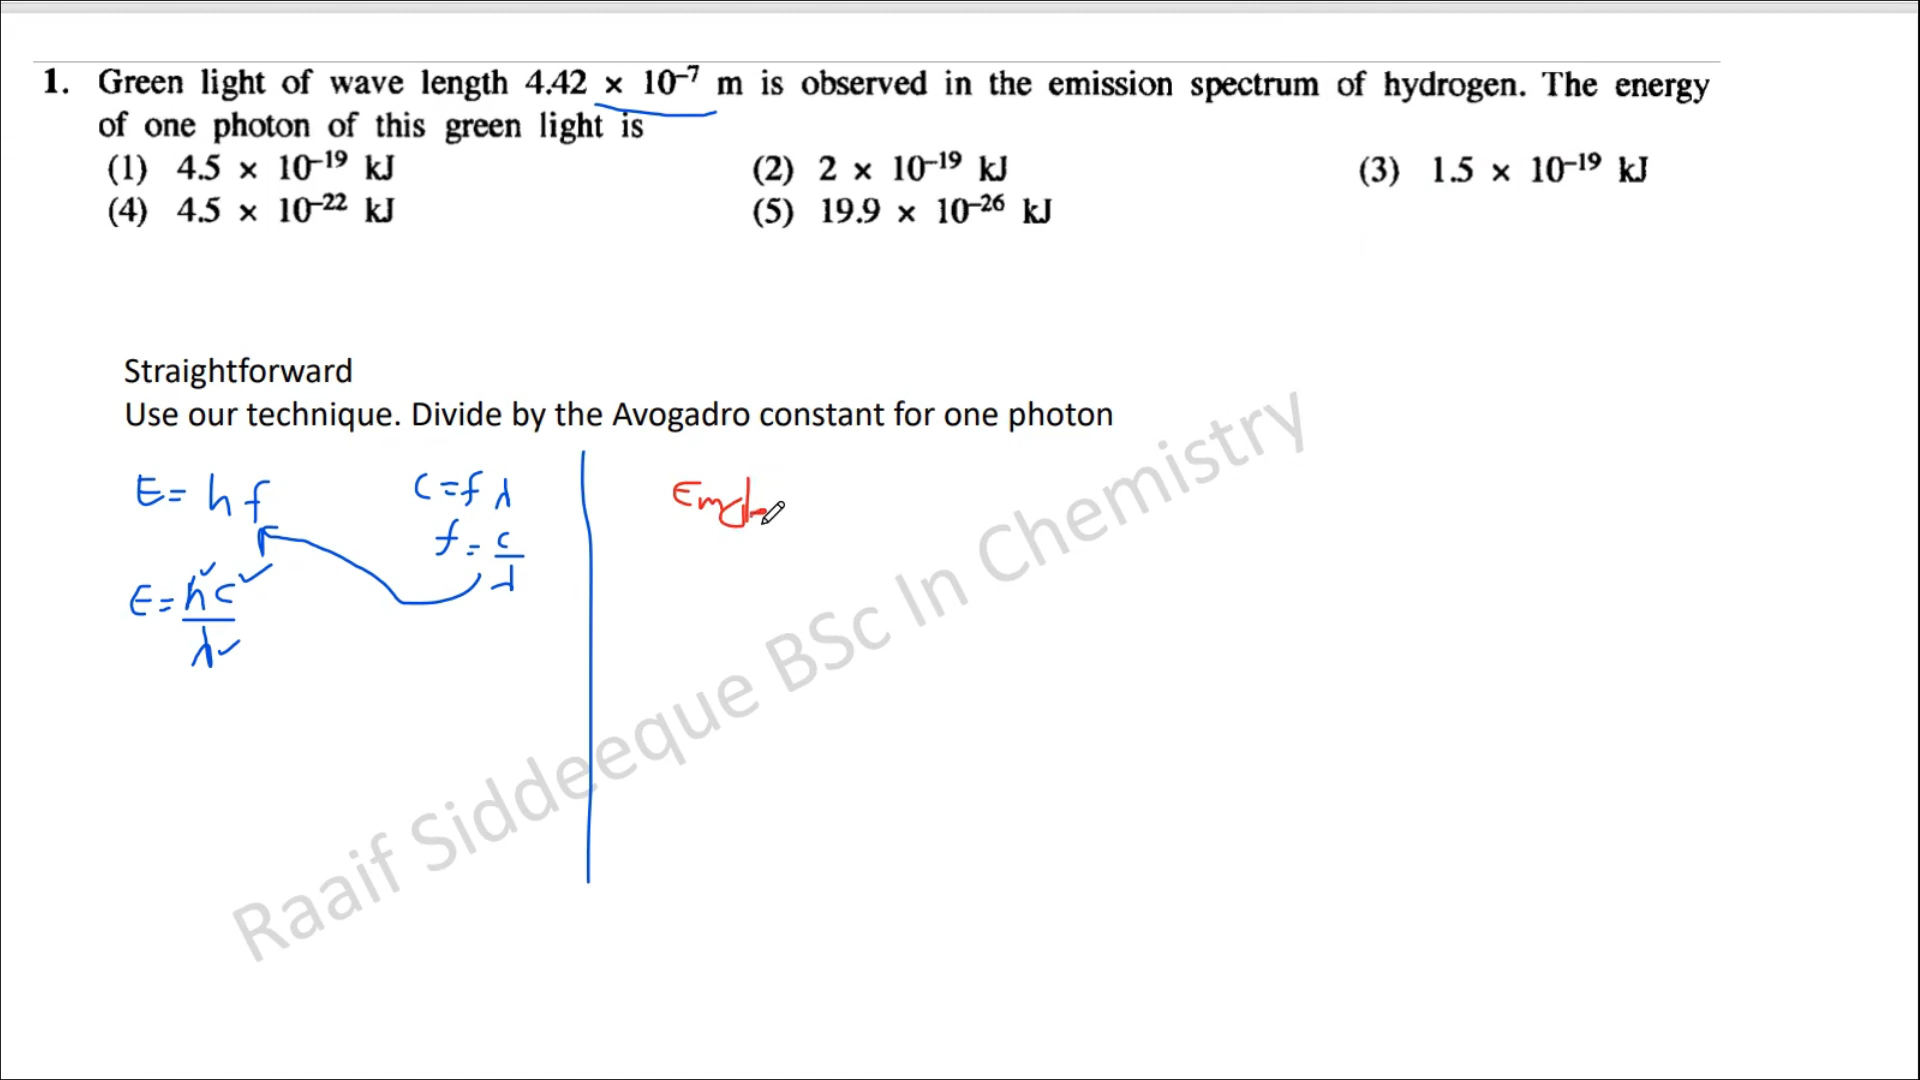 1. Green light of wave length 4.42 × 10⁻⁷ m is observed in the emission spectrum of hydrogen. The energy
of one photon of this green light is
(1) 4.5 × 10⁻¹⁹ kJ (2) 2 × 10⁻¹⁹ kJ (3) 1.5 × 10⁻¹⁹ kJ
(4) 4.5 × 10⁻²² kJ (5) 19.9 × 10⁻²⁶ kJ
Straightforward
Use our technique. Divide by the Avogadro constant for one photon
E = hf c = fλ
f = c/λ
E = hc/λ
Raaif Siddeeque BSc In Chemistry